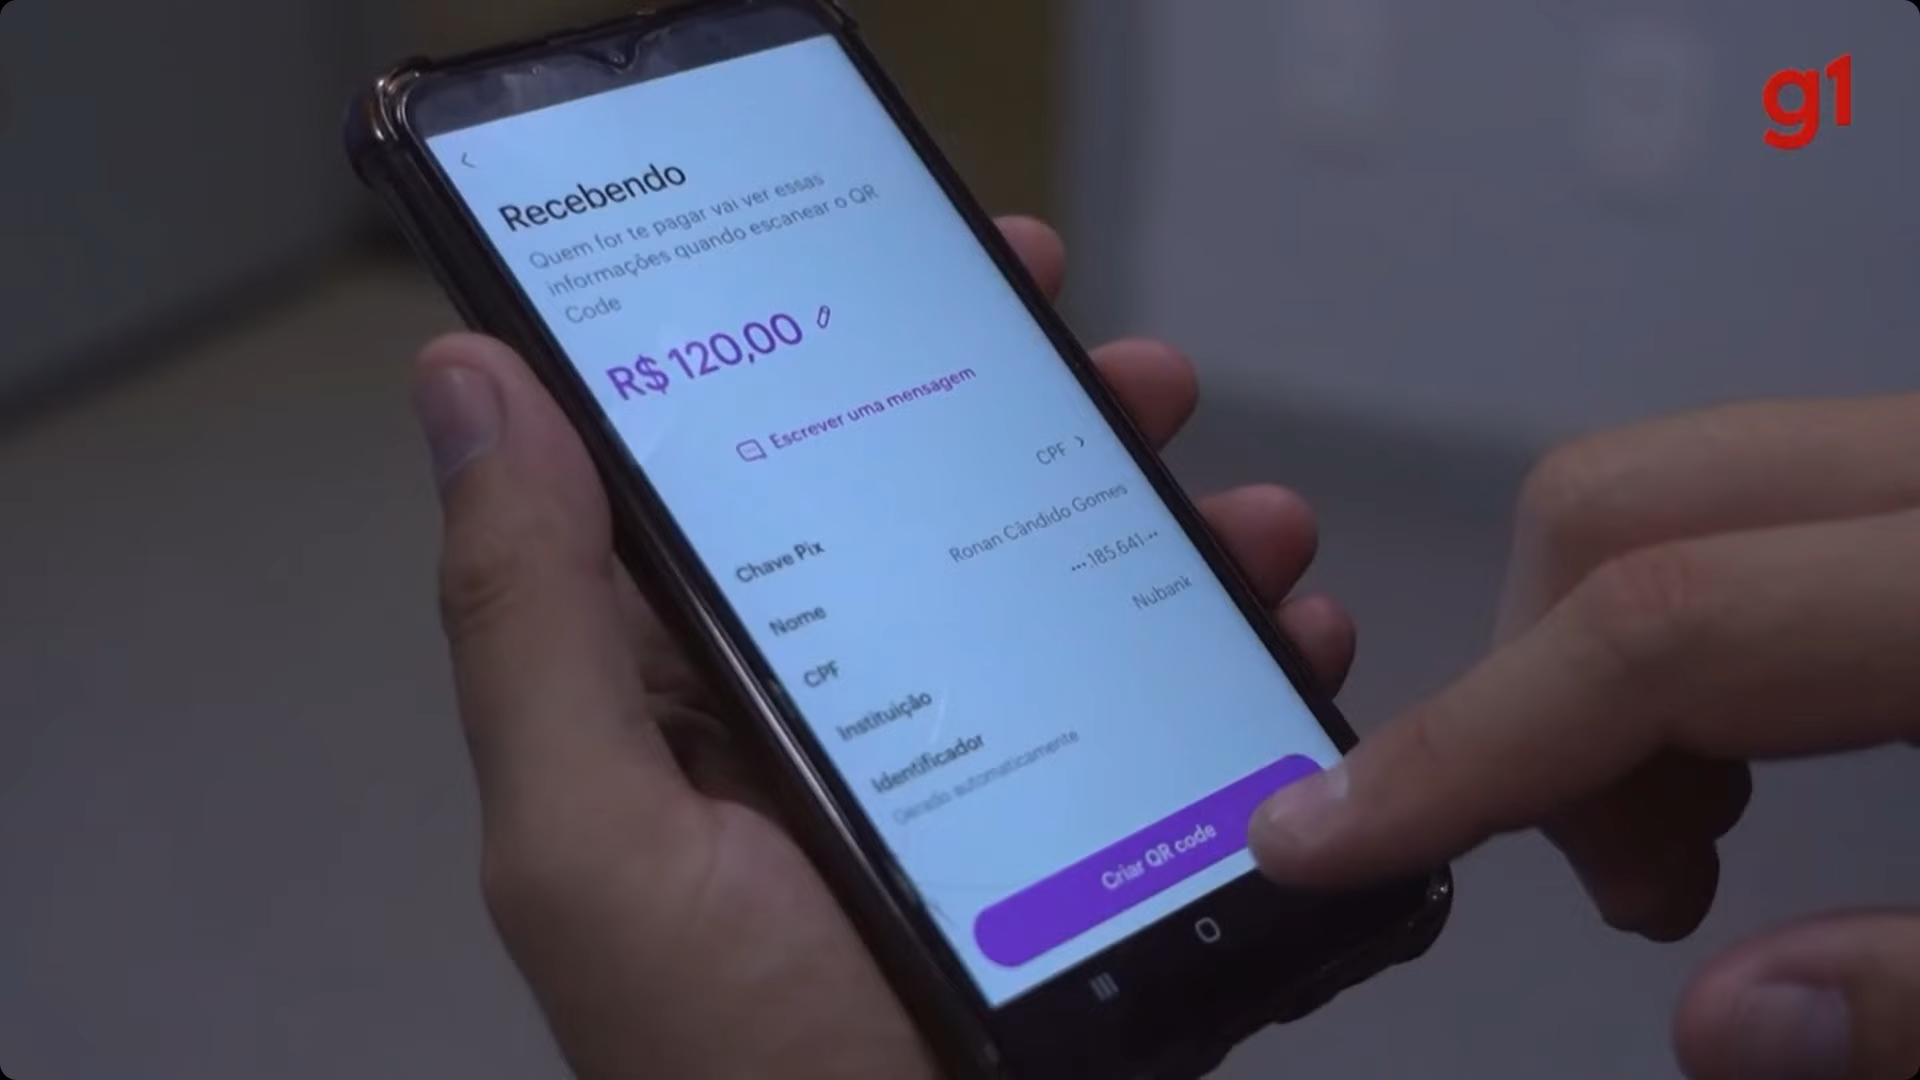 g1
Recebendo
Quem for te pagar vai ver essas
informações quando escanear o QR
Code
R$ 120,00
Escrever uma mensagem
Chave Pix CPF
Nome Ronan Cândido Gomes
CPF •••.185.641-••
Instituição Nubank
Identificador
Gerado automaticamente
Criar QR code